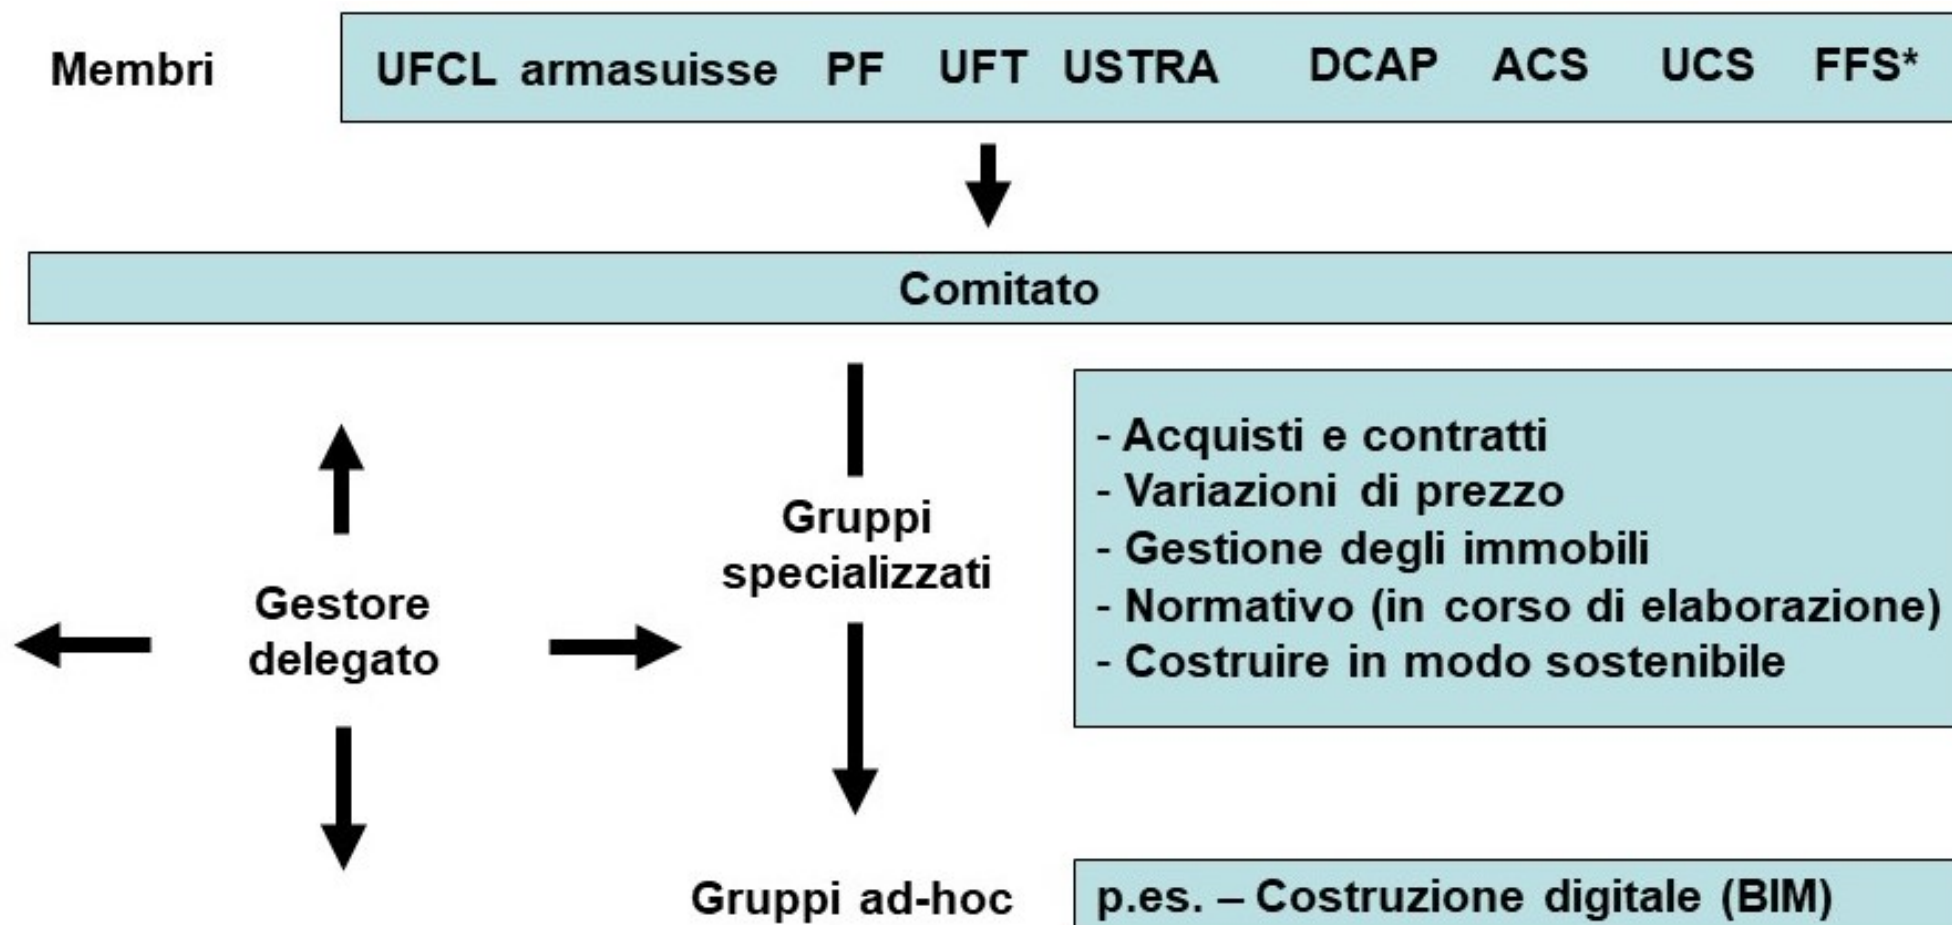 Membri UFCL armasuisse PF UFT USTRA DCAP ACS UCS FFS*
Comitato
Gestore
delegato
Gruppi
specializzati
- Acquisti e contratti
- Variazioni di prezzo
- Gestione degli immobili
- Normativo (in corso di elaborazione)
- Costruire in modo sostenibile
Gruppi ad-hoc
p.es. – Costruzione digitale (BIM)